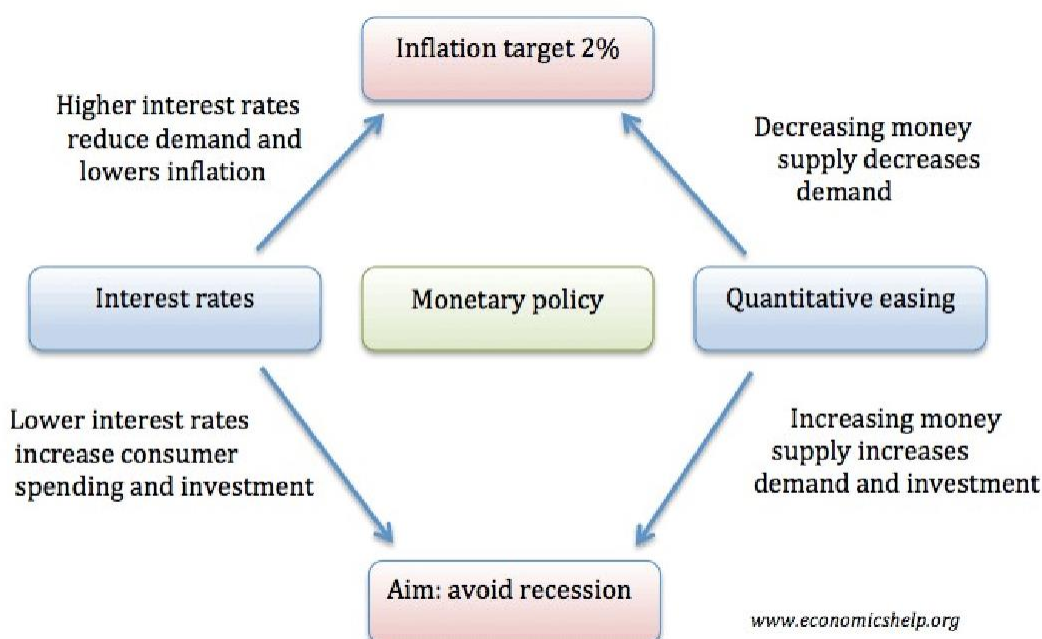 Inflation target 2%
Higher interest rates
reduce demand and
lowers inflation
Decreasing money
supply decreases
demand
Interest rates
Monetary policy
Quantitative easing
Lower interest rates
increase consumer
spending and investment
Increasing money
supply increases
demand and investment
Aim: avoid recession
www.economicshelp.org